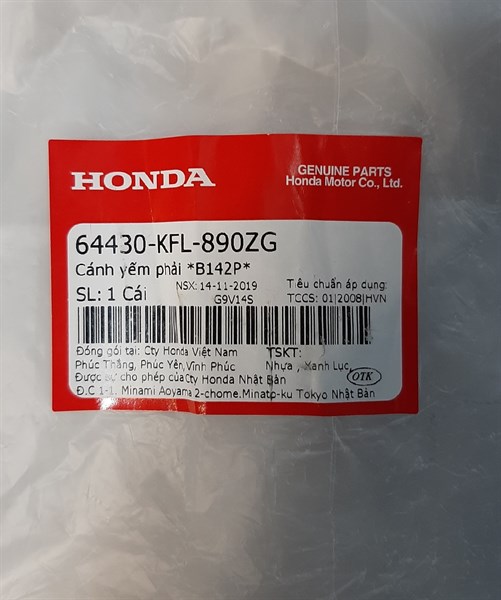 HONDA
GENUINE PARTS
Honda Motor Co., Ltd.
64430-KFL-890ZG
Cánh yếm phải *B142P*
SL: 1 Cái
NSX: 14-11-2019
G9V14S
Tiêu chuẩn áp dụng:
TCCS: 01|2008|HVN
Đóng gói tại: Cty Honda Việt Nam
Phúc Thắng, Phúc Yên, Vĩnh Phúc
Được sự cho phép của Cty Honda Nhật Bản
Đ.C 1-1, Minami Aoyama 2-chome, Minato-ku Tokyo Nhật Bản
TSKT:
Nhựa , Xanh Lục,
OTK